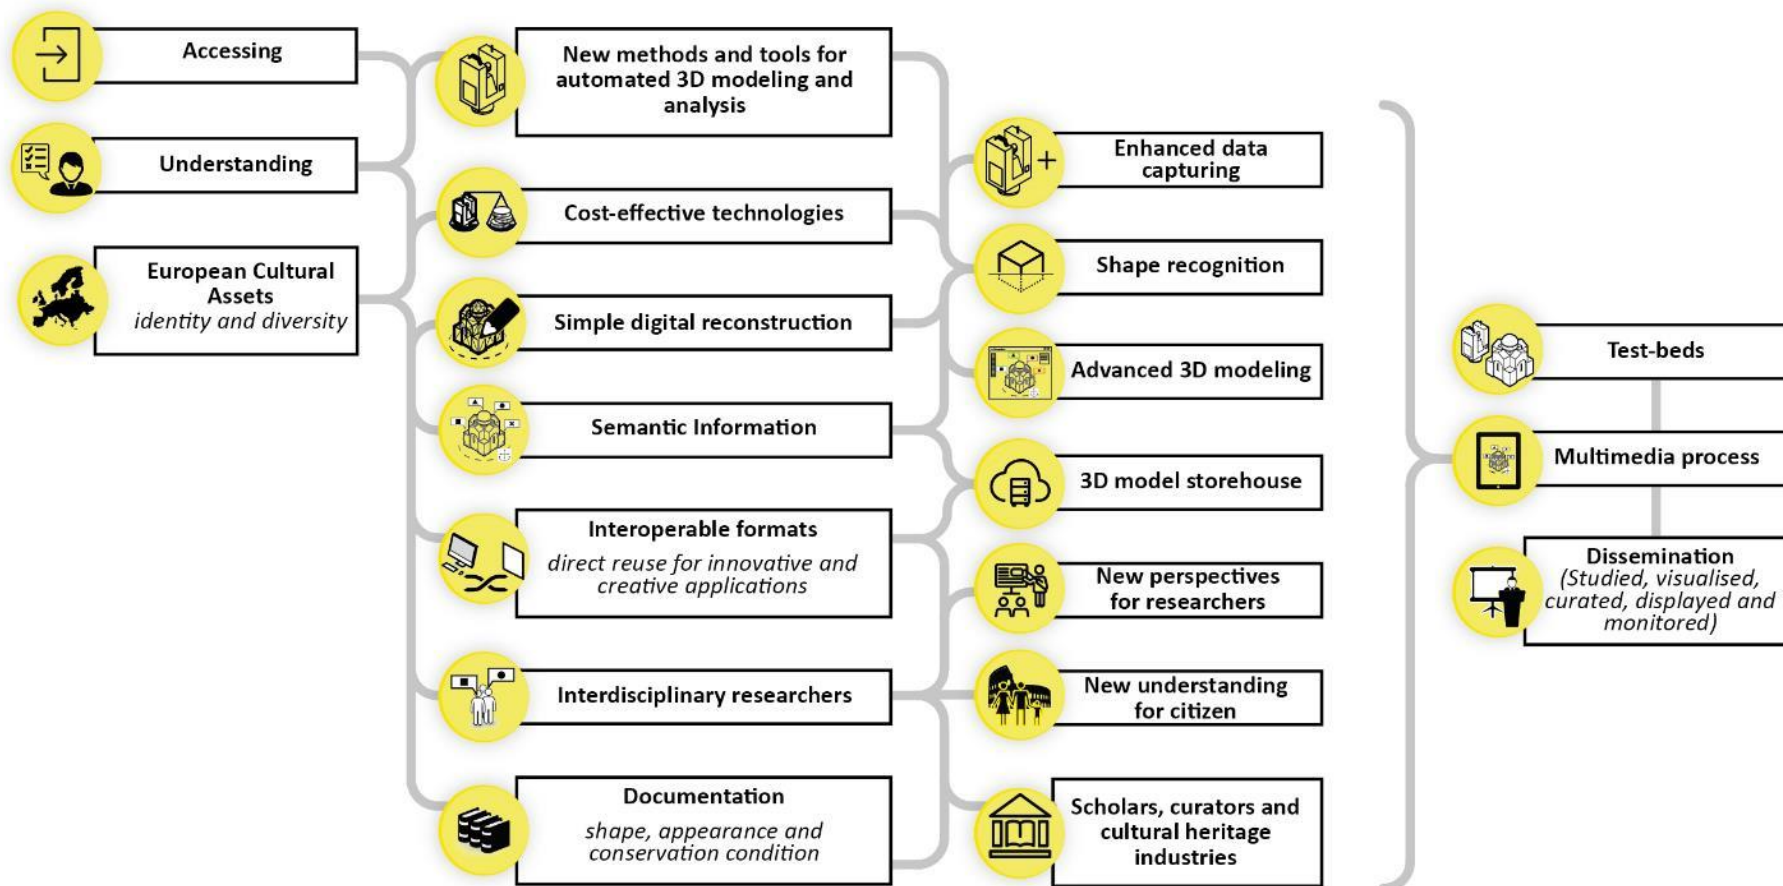 Accessing
Understanding
European Cultural
Assets
identity and diversity
New methods and tools for
automated 3D modeling and
analysis
Cost-effective technologies
Simple digital reconstruction
Semantic Information
Interoperable formats
direct reuse for innovative and
creative applications
Interdisciplinary researchers
Documentation
shape, appearance and
conservation condition
Enhanced data
capturing
Shape recognition
Advanced 3D modeling
3D model storehouse
New perspectives
for researchers
New understanding
for citizen
Scholars, curators and
cultural heritage
industries
Test-beds
Multimedia process
Dissemination
(Studied, visualised,
curated, displayed and
monitored)